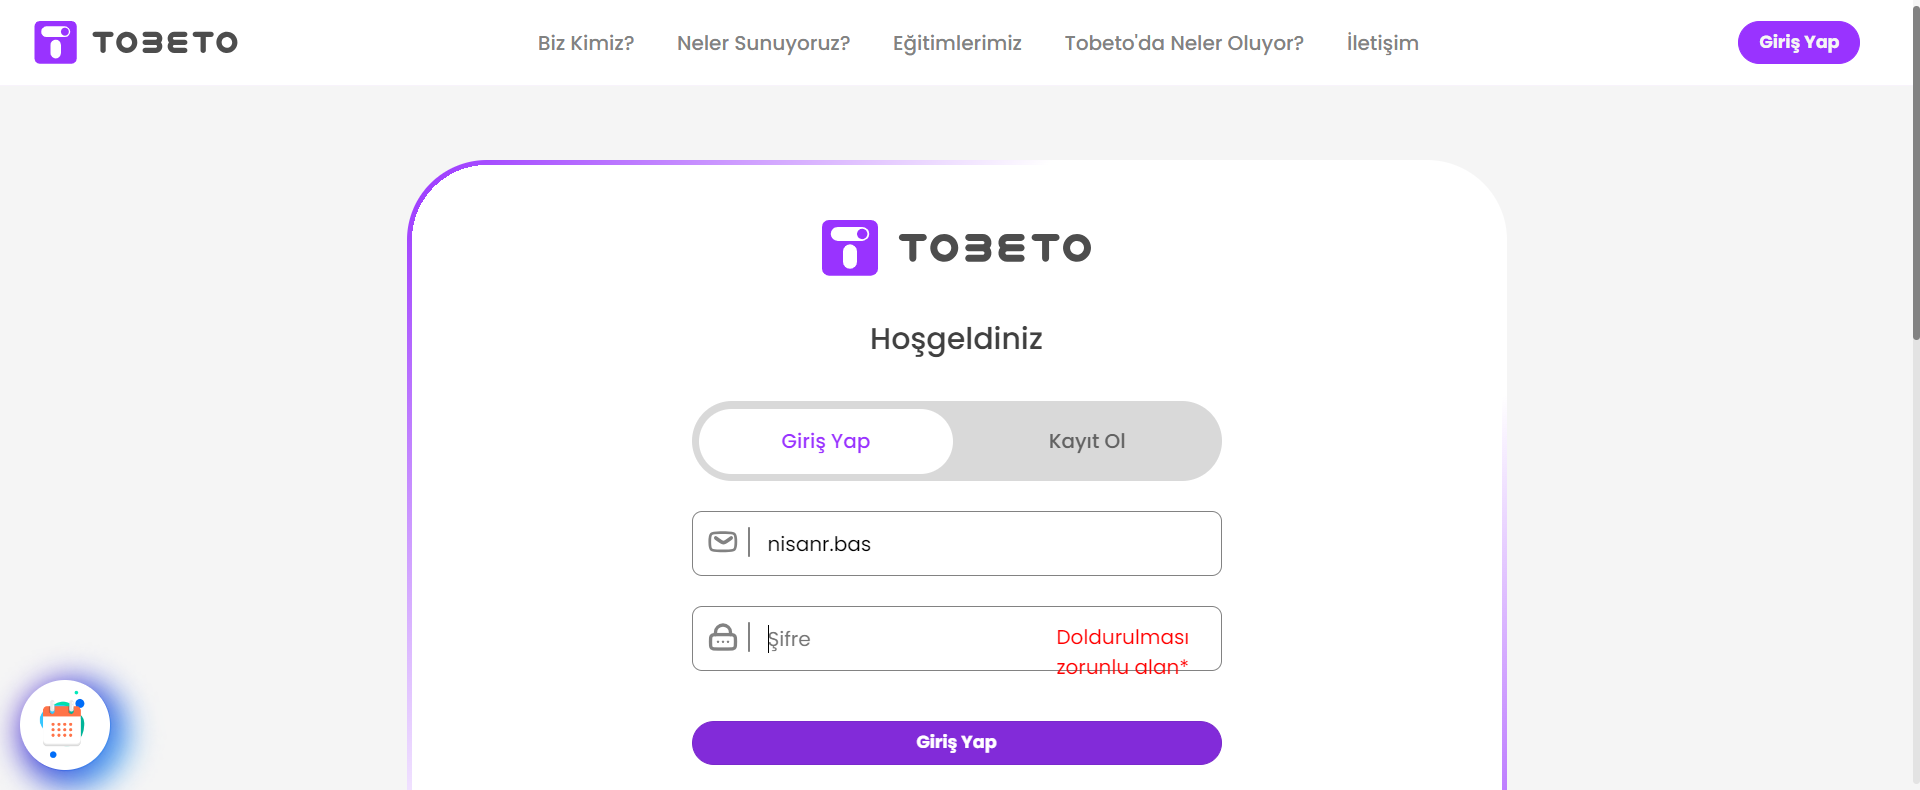 TOBETO
Biz Kimiz? Neler Sunuyoruz? Eğitimlerimiz Tobeto'da Neler Oluyor? İletişim
Giriş Yap
TOBETO
Hoşgeldiniz
Giriş Yap Kayıt Ol
nisanr.bas
Şifre
Doldurulması
zorunlu alan*
Giriş Yap